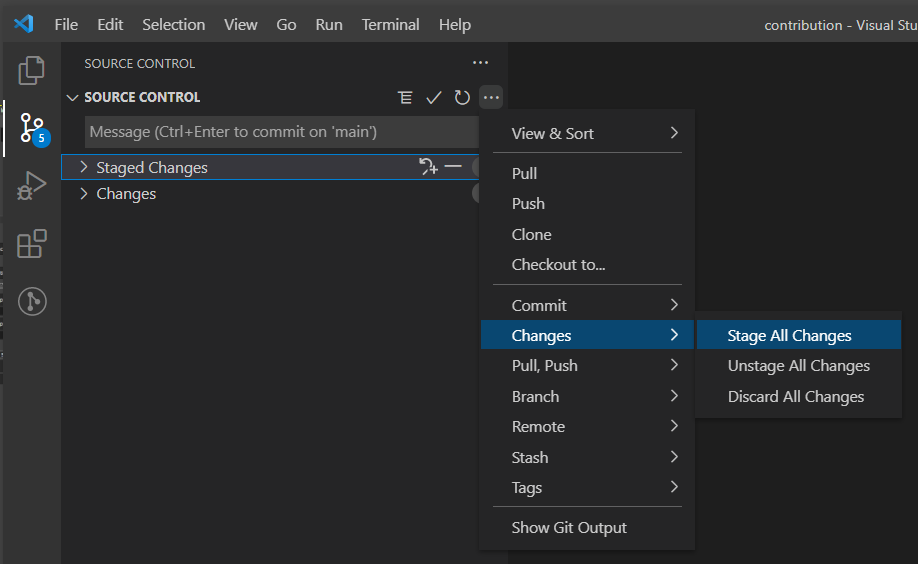 File Edit Selection View Go Run Terminal Help
contribution - Visual Stu
SOURCE CONTROL
SOURCE CONTROL
Message (Ctrl+Enter to commit on 'main')
5
Staged Changes
Changes
View & Sort
Pull
Push
Clone
Checkout to...
Commit
Changes
Pull, Push
Branch
Remote
Stash
Tags
Show Git Output
Stage All Changes
Unstage All Changes
Discard All Changes